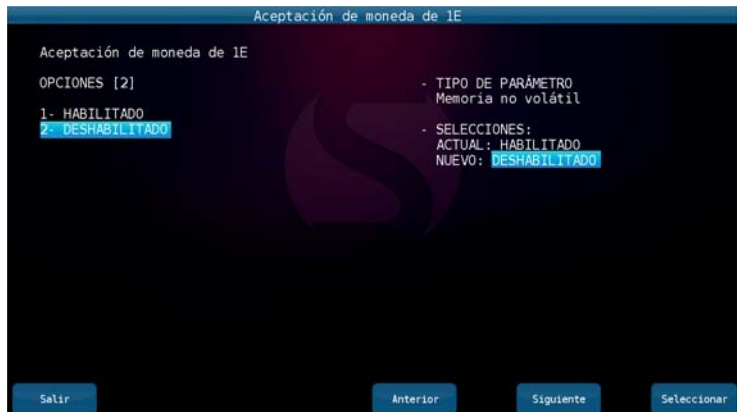 Aceptación de moneda de 1E
Aceptación de moneda de 1E
OPCIONES [2]
1- HABILITADO
2- DESHABILITADO
- TIPO DE PARÁMETRO
Memoria no volátil
- SELECCIONES:
ACTUAL: HABILITADO
NUEVO: DESHABILITADO
Salir
Anterior
Siguiente
Seleccionar